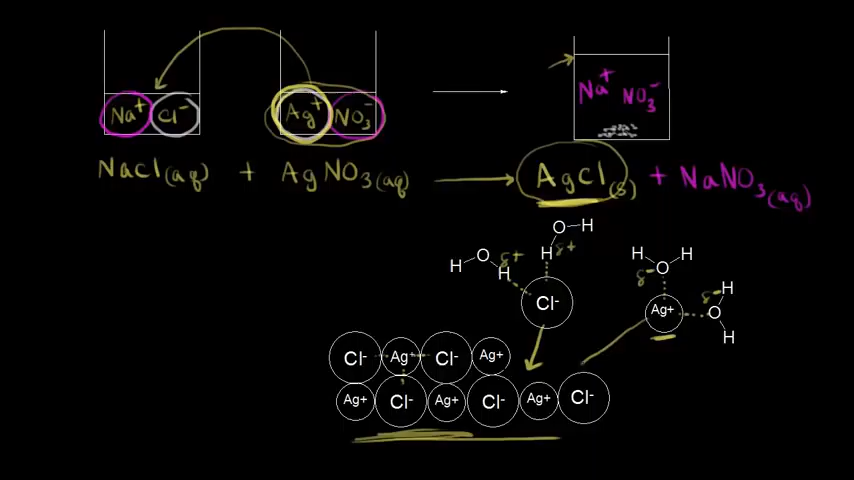 Na⁺ Cl⁻ Ag⁺ NO₃⁻ Na⁺ NO₃⁻
NaCl(aq) + AgNO₃(aq) → AgCl(s) + NaNO₃(aq)
O H
H δ+
O δ+
H H
H H
O
δ-
H
δ-
O
H
Cl-
Ag+
Cl- Ag+ Cl- Ag+
Ag+ Cl- Ag+ Cl- Ag+ Cl-